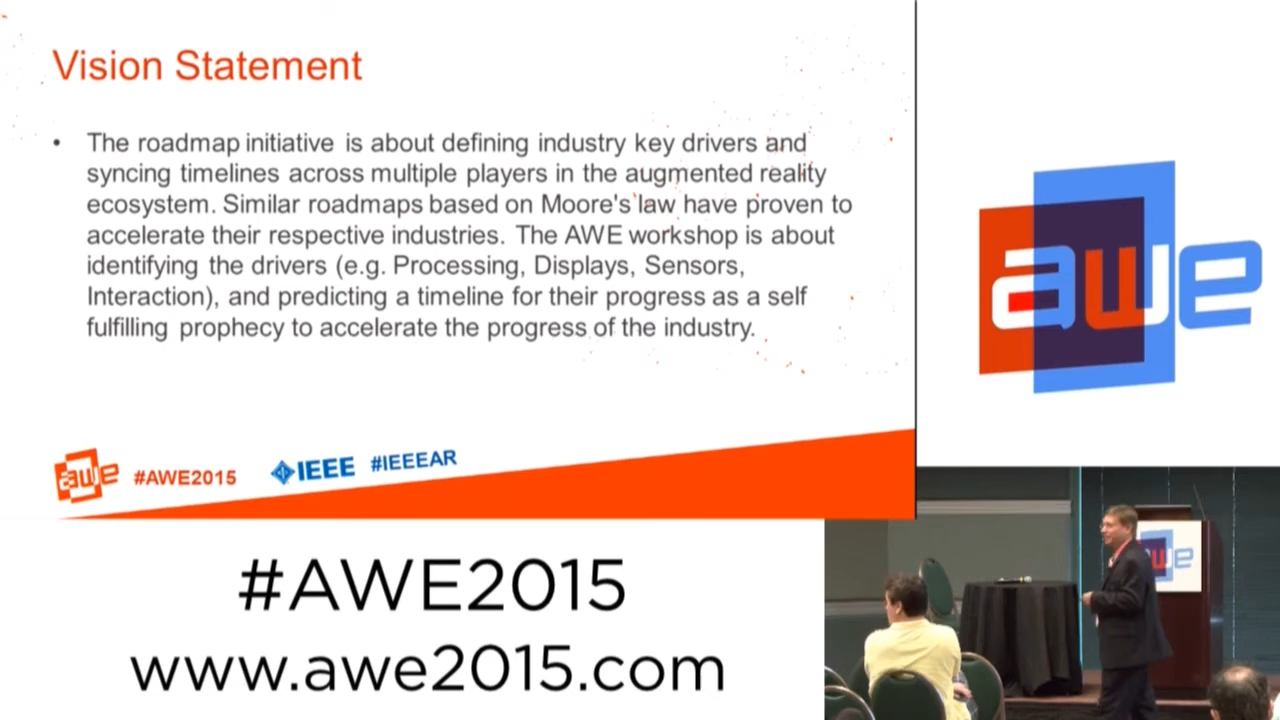 Vision Statement
• The roadmap initiative is about defining industry key drivers and
syncing timelines across multiple players in the augmented reality
ecosystem. Similar roadmaps based on Moore's law have proven to
accelerate their respective industries. The AWE workshop is about
identifying the drivers (e.g. Processing, Displays, Sensors,
Interaction), and predicting a timeline for their progress as a self
fulfilling prophecy to accelerate the progress of the industry.
awe #AWE2015 IEEE #IEEEAR
awe
awe
#AWE2015
www.awe2015.com